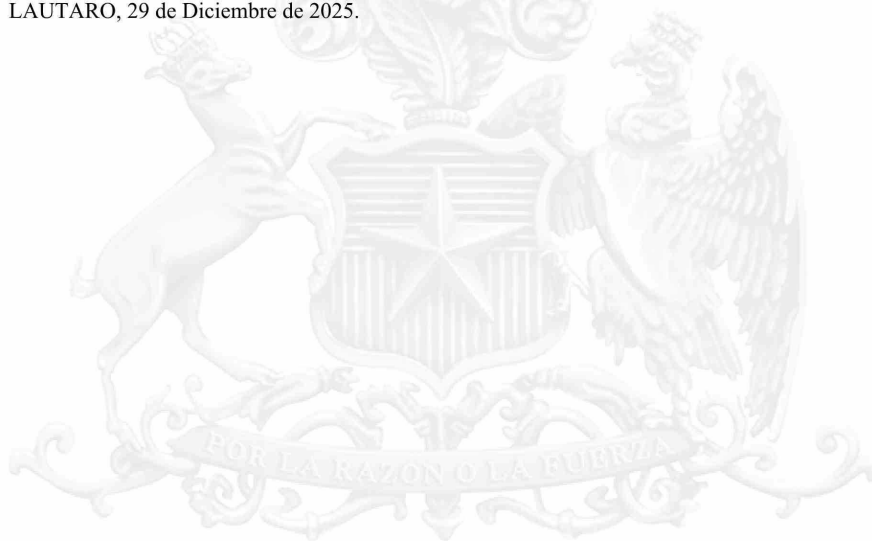 LAUTARO, 29 de Diciembre de 2025.
POR LA RAZON O LA FUERZA